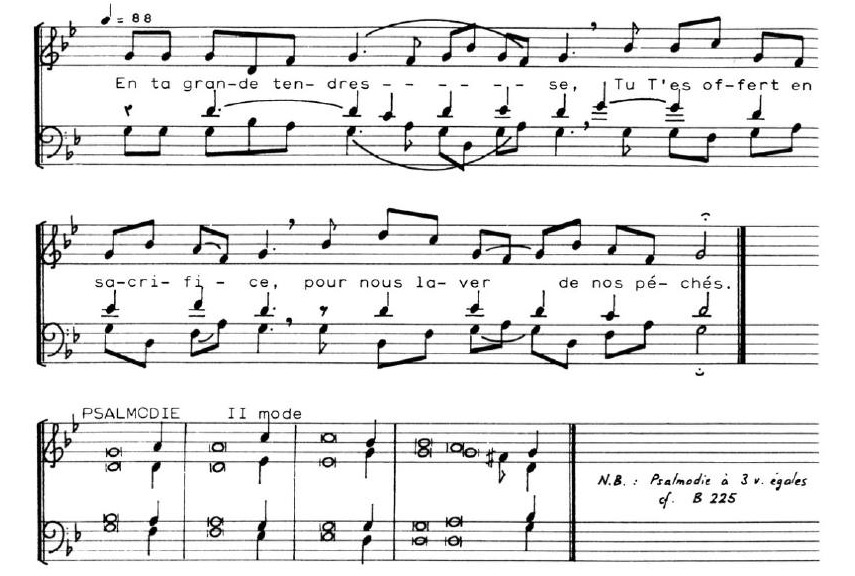 = 88
En ta gran-de ten- dres - - - - - - se, Tu T'es of-fert en
sa-cri- fi - ce, pour nous la- ver de nos pé- chés.
PSALMODIE II mode
N.B. : Psalmodie à 3 v. égales
cf. B 225